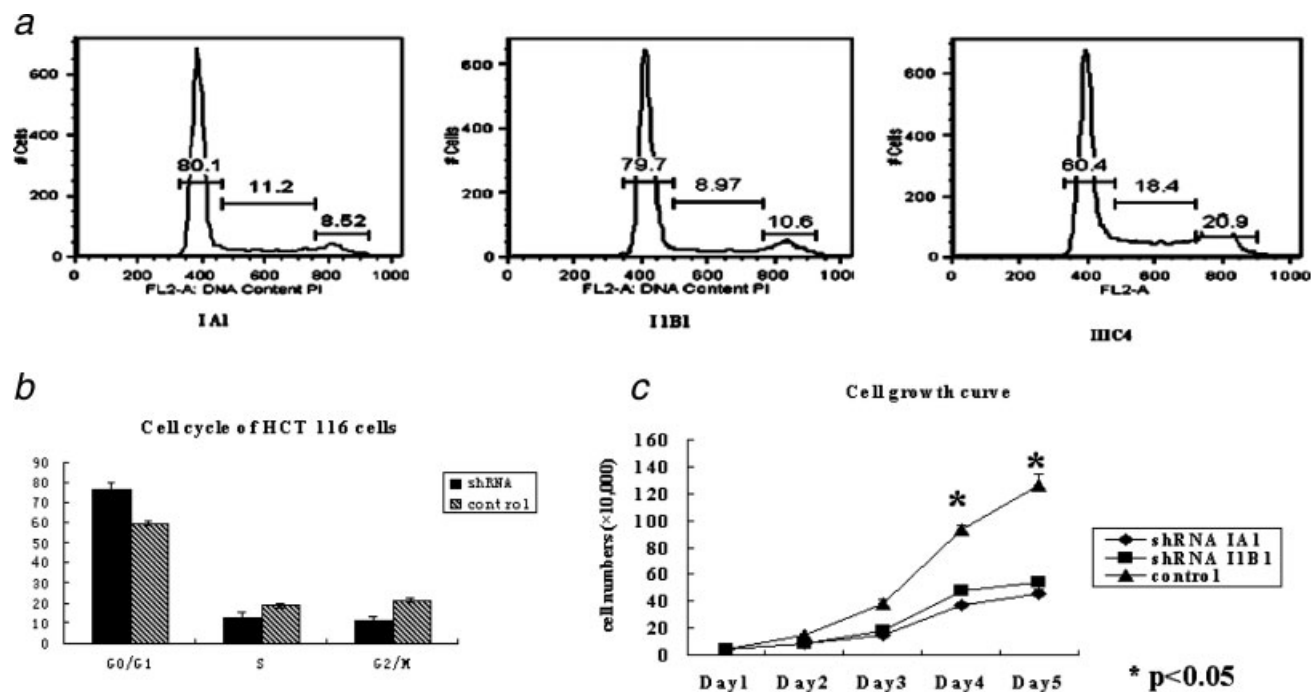 a
600
400
200
0
# Cells
80.1
11.2
8.52
0 200 400 600 800 1000
FL2-A: DNA Content PI
IA1
600
400
200
0
# Cells
79.7
8.97
10.6
0 200 400 600 800 1000
FL2-A: DNA Content PI
I1B1
600
400
200
0
# Cells
60.4
18.4
20.9
0 200 400 600 800 1000
FL2-A
IIIC4
b
Cell cycle of HCT 116 cells
90
80
70
60
50
40
30
20
10
0
G0/G1 S G2/M
shRNA
control
c
Cell growth curve
cell numbers (×10,000)
160
140
120
100
80
60
40
20
0
* *
Day1 Day2 Day3 Day4 Day5
shRNA IA1
shRNA I1B1
control
* p<0.05